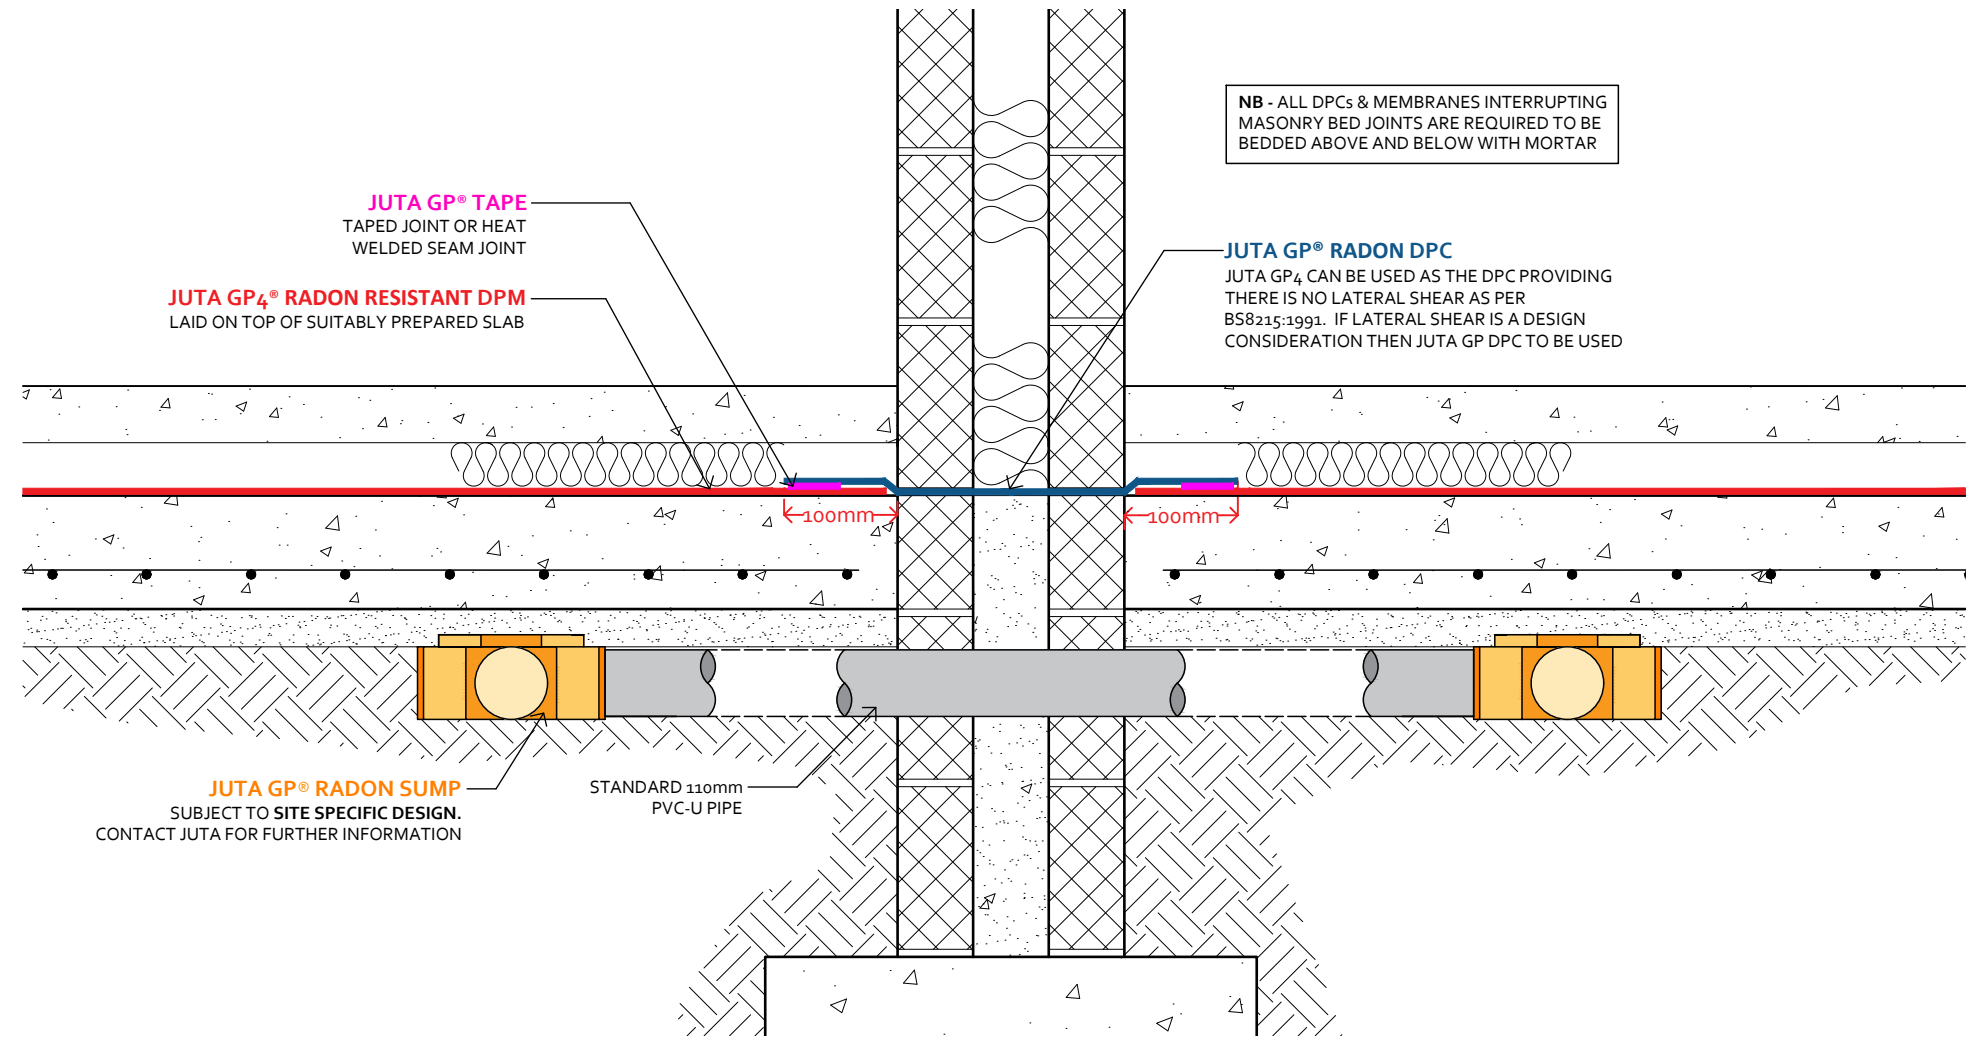 NB - ALL DPCs & MEMBRANES INTERRUPTING
MASONRY BED JOINTS ARE REQUIRED TO BE
BEDDED ABOVE AND BELOW WITH MORTAR
JUTA GP® TAPE
TAPED JOINT OR HEAT
WELDED SEAM JOINT
JUTA GP® RADON DPC
JUTA GP4 CAN BE USED AS THE DPC PROVIDING
THERE IS NO LATERAL SHEAR AS PER
BS8215:1991. IF LATERAL SHEAR IS A DESIGN
CONSIDERATION THEN JUTA GP DPC TO BE USED
JUTA GP4® RADON RESISTANT DPM
LAID ON TOP OF SUITABLY PREPARED SLAB
100mm
100mm
JUTA GP® RADON SUMP
SUBJECT TO SITE SPECIFIC DESIGN.
CONTACT JUTA FOR FURTHER INFORMATION
STANDARD 110mm
PVC-U PIPE